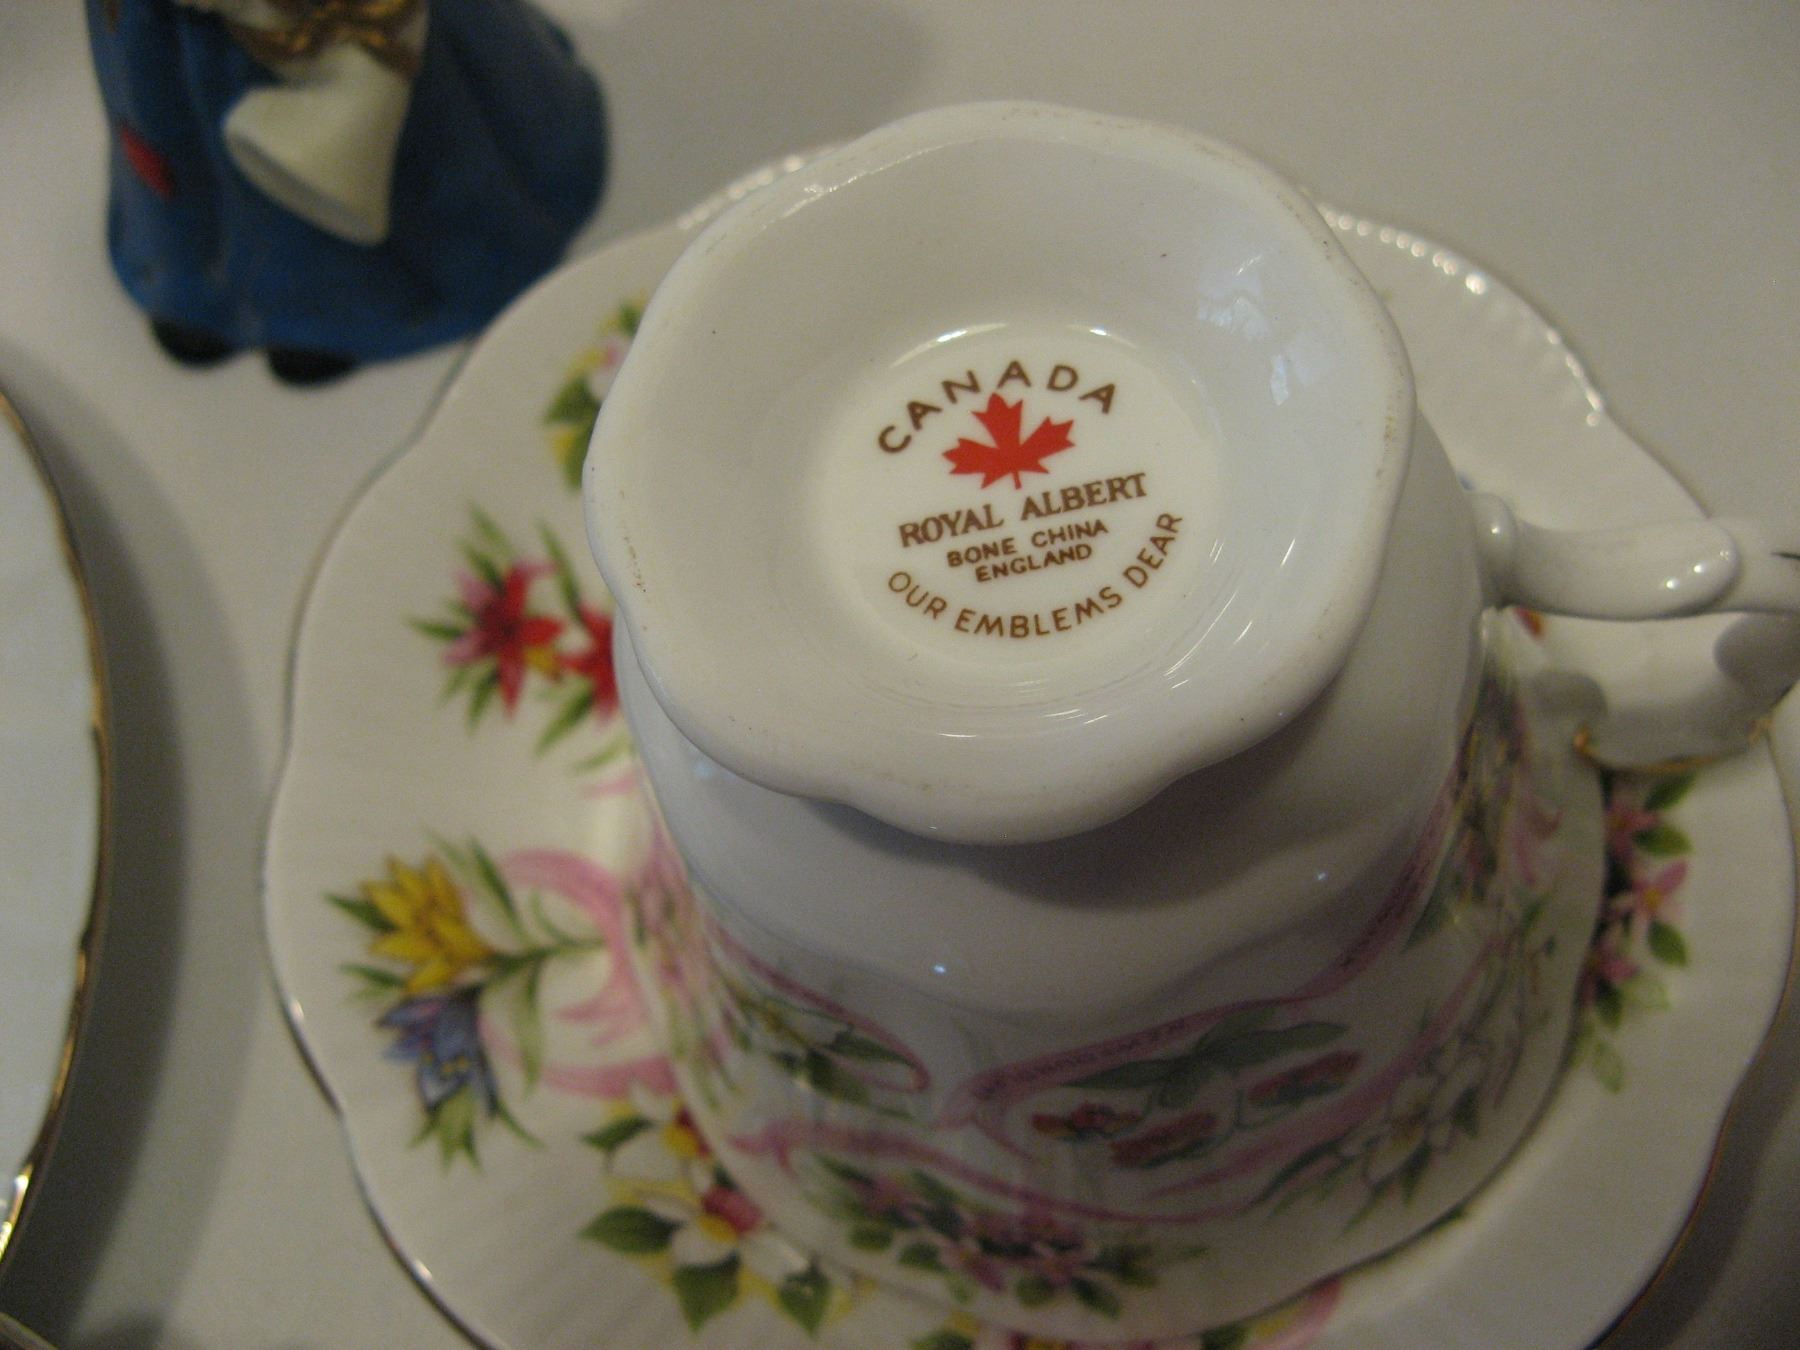 CANADA
ROYAL ALBERT
BONE CHINA
ENGLAND
OUR EMBLEMS DEAR